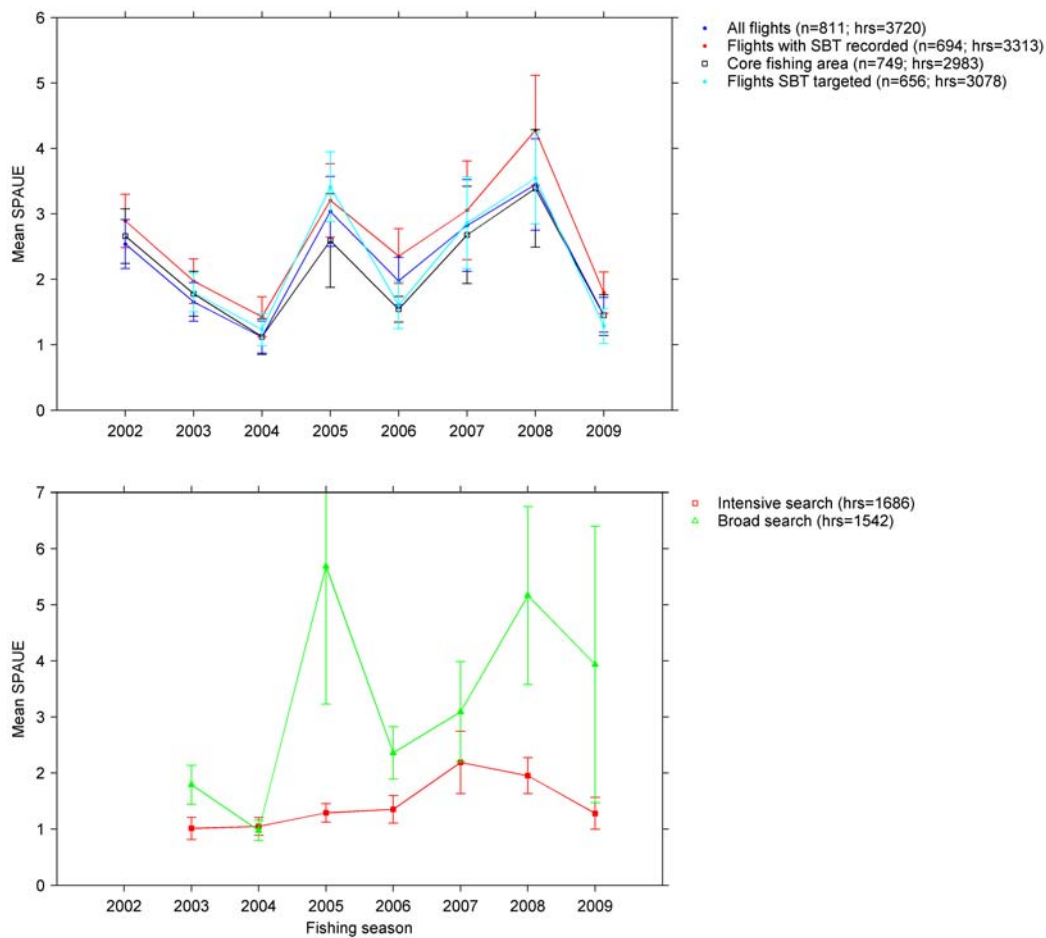 6
5
4
3
2
1
0
Mean SPAUE
2002 2003 2004 2005 2006 2007 2008 2009
All flights (n=811; hrs=3720)
Flights with SBT recorded (n=694; hrs=3313)
Core fishing area (n=749; hrs=2983)
Flights SBT targeted (n=656; hrs=3078)
7
6
5
4
3
2
1
0
Mean SPAUE
2002 2003 2004 2005 2006 2007 2008 2009
Fishing season
Intensive search (hrs=1686)
Broad search (hrs=1542)